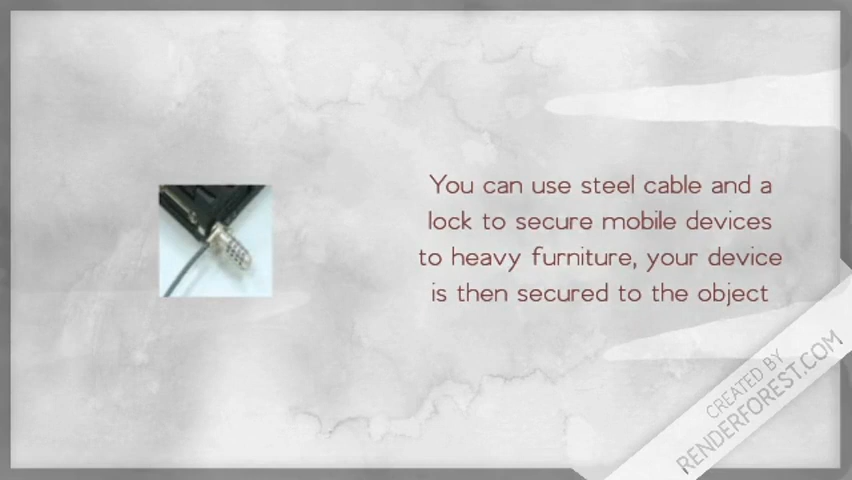 You can use steel cable and a
lock to secure mobile devices
to heavy furniture, your device
is then secured to the object
CREATED BY
RENDERFOREST.COM